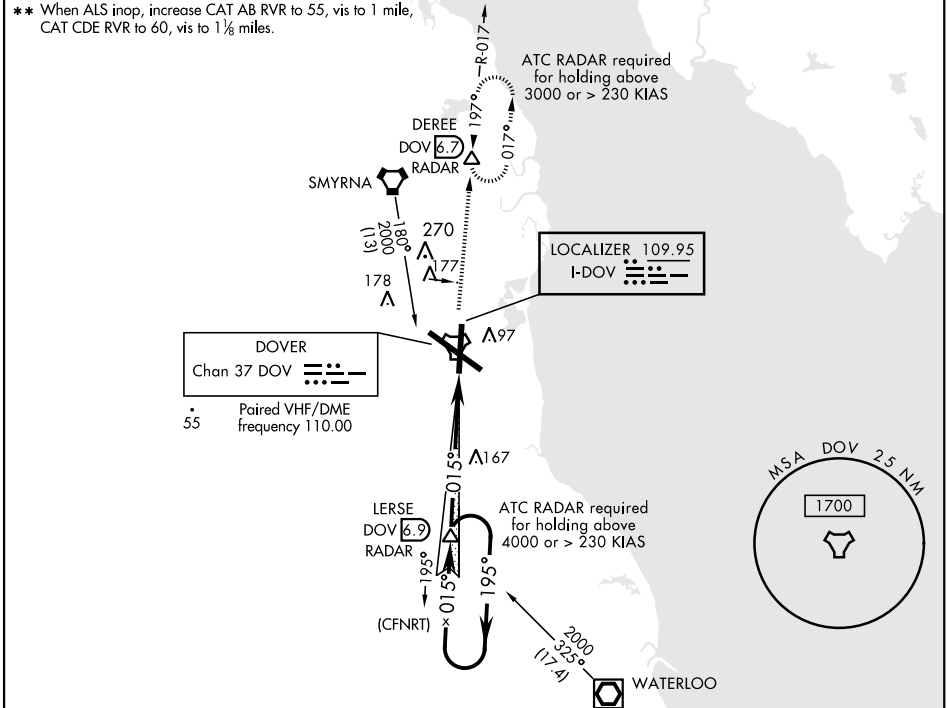 ** When ALS inop, increase CAT AB RVR to 55, vis to 1 mile,
CAT CDE RVR to 60, vis to 1⅛ miles.
R-017
ATC RADAR required
for holding above
3000 or > 230 KIAS
197°
017°
DEREE
DOV 6.7
RADAR
SMYRNA
180°
2000
(13)
270
177
178
LOCALIZER 109.95
I-DOV
97
DOVER
Chan 37 DOV
Paired VHF/DME
frequency 110.00
55
167
015°
MSA DOV 25 NM
1700
LERSE
DOV 6.9
RADAR
ATC RADAR required
for holding above
4000 or > 230 KIAS
195°
015°
195°
(CFNRT)
x
2000
325°
(17.4)
WATERLOO